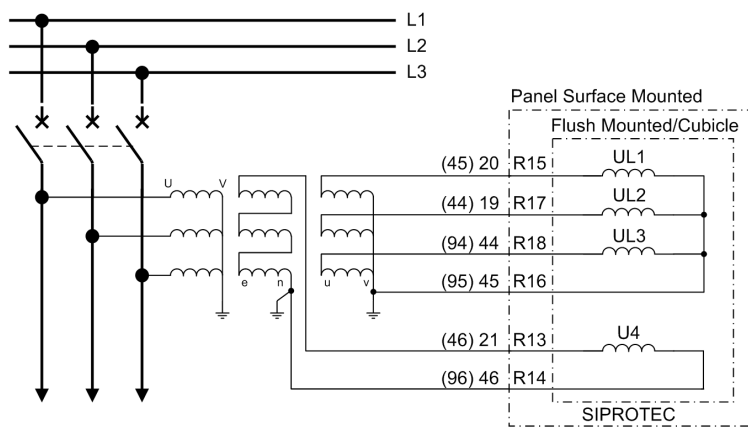 L1
L2
L3
Panel Surface Mounted
Flush Mounted/Cubicle
U V
(45) 20 R15 UL1
(44) 19 R17 UL2
(94) 44 R18 UL3
e n u v
(95) 45 R16
(46) 21 R13 U4
(96) 46 R14
SIPROTEC